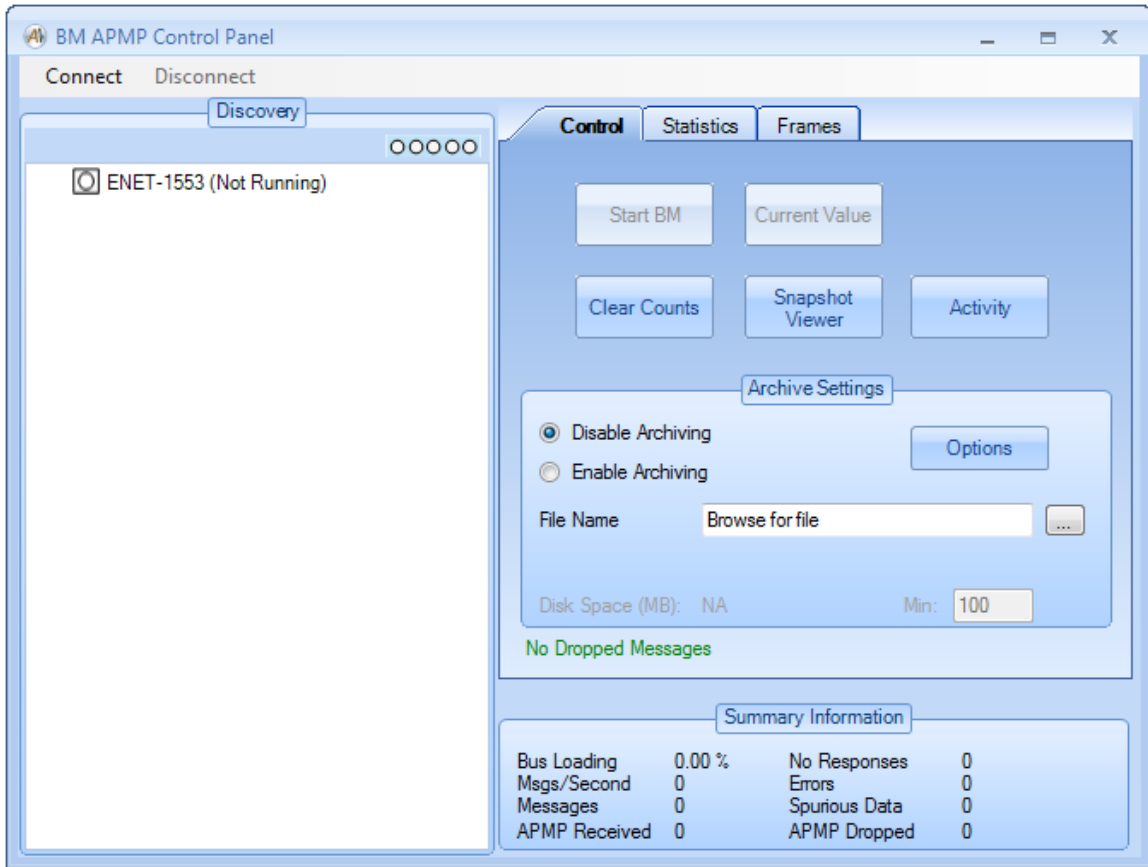 BM APMP Control Panel
Connect Disconnect
Discovery
ENET-1553 (Not Running)
Control Statistics Frames
Start BM Current Value
Clear Counts Snapshot Viewer Activity
Archive Settings
Disable Archiving
Options
Enable Archiving
File Name Browse for file ...
Disk Space (MB): NA Min: 100
No Dropped Messages
Summary Information
Bus Loading 0.00 % No Responses 0
Msgs/Second 0 Errors 0
Messages 0 Spurious Data 0
APMP Received 0 APMP Dropped 0